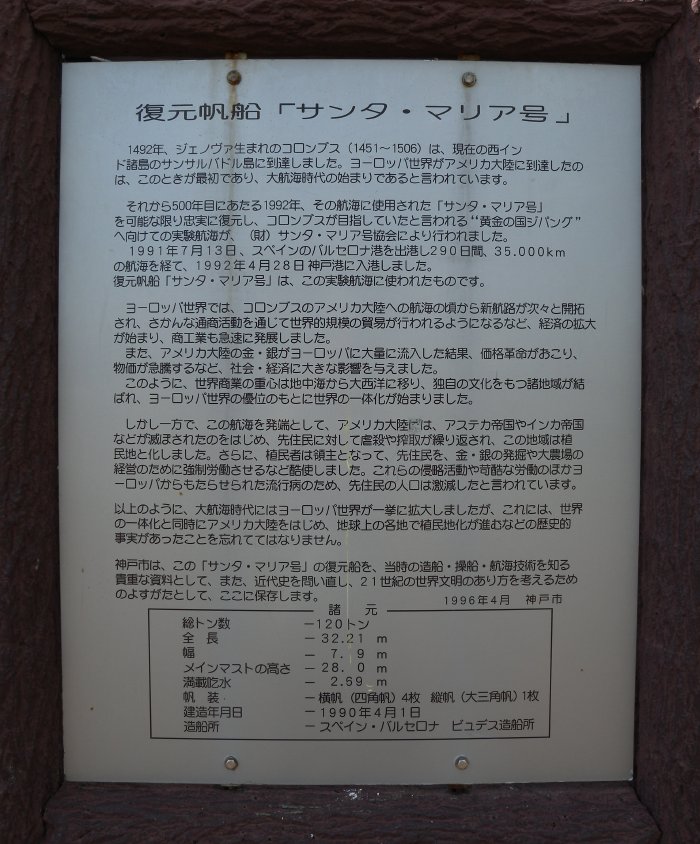 復元帆船「サンタ・マリア号」
1492年、ジェノヴァ生まれのコロンブス（1451～1506）は、現在の西イン
ド諸島のサンサルバドル島に到達しました。ヨーロッパ世界がアメリカ大陸に到達したの
は、このときが最初であり、大航海時代の始まりであると言われています。
それから500年目にあたる1992年、その航海に使用された「サンタ・マリア号」
を可能な限り忠実に復元し、コロンブスが目指していたと言われる“黄金の国ジパング”
へ向けての実験航海が、（財）サンタ・マリア号協会により行われました。
1991年7月13日、スペインのバルセロナ港を出港し290日間、35.000km
の航海を経て、1992年4月28日神戸港に入港しました。
復元帆船「サンタ・マリア号」は、この実験航海に使われたものです。
ヨーロッパ世界では、コロンブスのアメリカ大陸への航海の頃から新航路が次々と開拓
され、さかんな通商活動を通じて世界的規模の貿易が行われるようになるなど、経済の拡大
が始まり、商工業も急速に発展しました。
また、アメリカ大陸の金・銀がヨーロッパに大量に流入した結果、価格革命がおこり、
物価が急騰するなど、社会・経済に大きな影響を与えました。
このように、世界商業の重心は地中海から大西洋に移り、独自の文化をもつ諸地域が結
ばれ、ヨーロッパ世界の優位のもとに世界の一体化が始まりました。
しかし一方で、この航海を発端として、アメリカ大陸では、アステカ帝国やインカ帝国
などが滅ぼされたのをはじめ、先住民に対して虐殺や搾取が繰り返され、この地域は植
民地と化しました。さらに、植民者は領主となって、先住民を、金・銀の発掘や大農場の
経営のために強制労働させるなど酷使しました。これらの侵略活動や苛酷な労働のほかヨ
ーロッパからもたらせられた流行病のため、先住民の人口は激減したと言われています。
以上のように、大航海時代にはヨーロッパ世界が一挙に拡大しましたが、これには、世界
の一体化と同時にアメリカ大陸をはじめ、地球上の各地で植民地化が進むなどの歴史的
事実があったことを忘れててはなりません。
神戸市は、この「サンタ・マリア号」の復元船を、当時の造船・操船・航海技術を知る
貴重な資料として、また、近代史を問い直し、21世紀の世界文明のあり方を考えるため
のよすがたとして、ここに保存します。
1996年4月 神戸市
諸 元
総トン数 －120トン
全 長 －32.21 m
幅 － 7.9 m
メインマストの高さ －28.0 m
満載吃水 － 2.69 m
帆 装 －横帆（四角帆）4枚 縦帆（大三角帆）1枚
建造年月日 －1990年4月1日
造船所 －スペイン・バルセロナ ビュデス造船所